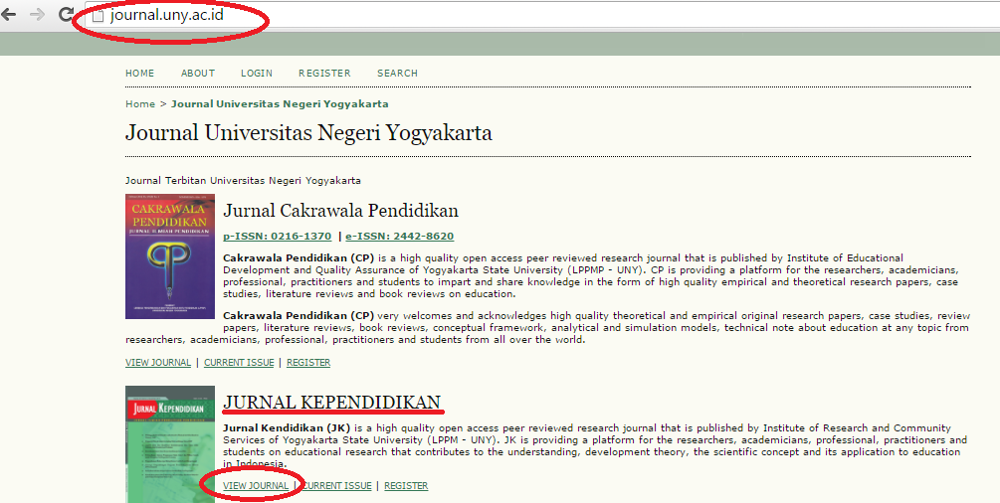 journal.uny.ac.id
HOME ABOUT LOGIN REGISTER SEARCH
Home > Journal Universitas Negeri Yogyakarta
Journal Universitas Negeri Yogyakarta
Journal Terbitan Universitas Negeri Yogyakarta
CAKRAWALA
PENDIDIKAN
JURNAL ILMIAH PENDIDIKAN
Jurnal Cakrawala Pendidikan
p-ISSN: 0216-1370 | e-ISSN: 2442-8620
Cakrawala Pendidikan (CP) is a high quality open access peer reviewed research journal that is published by Institute of Educational
Development and Quality Assurance of Yogyakarta State University (LPPMP - UNY). CP is providing a platform for the researchers, academicians,
professional, practitioners and students to impart and share knowledge in the form of high quality empirical and theoretical research papers, case
studies, literature reviews and book reviews on education.
Cakrawala Pendidikan (CP) very welcomes and acknowledges high quality theoretical and empirical original research papers, case studies, review
papers, literature reviews, book reviews, conceptual framework, analytical and simulation models, technical note about education at any topic from
researchers, academicians, professional, practitioners and students from all over the world.
VIEW JOURNAL | CURRENT ISSUE | REGISTER
JURNAL KEPENDIDIKAN
JURNAL KEPENDIDIKAN
Jurnal Kendidikan (JK) is a high quality open access peer reviewed research journal that is published by Institute of Research and Community
Services of Yogyakarta State University (LPPM - UNY). JK is providing a platform for the researchers, academicians, professional, practitioners and
students on educational research that contributes to the understanding, development theory, the scientific concept and its application to education
in Indonesia.
VIEW JOURNAL | CURRENT ISSUE | REGISTER